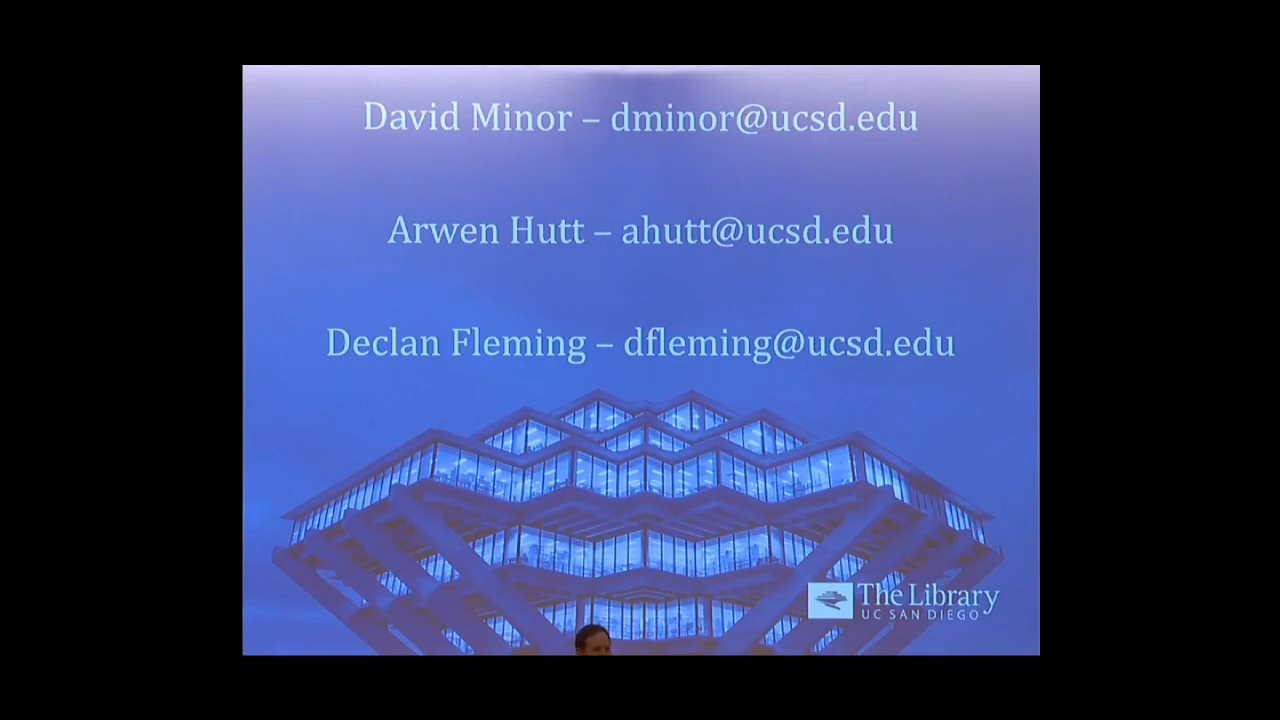 David Minor – dminor@ucsd.edu
Arwen Hutt – ahutt@ucsd.edu
Declan Fleming – dfleming@ucsd.edu
The Library
UC SAN DIEGO